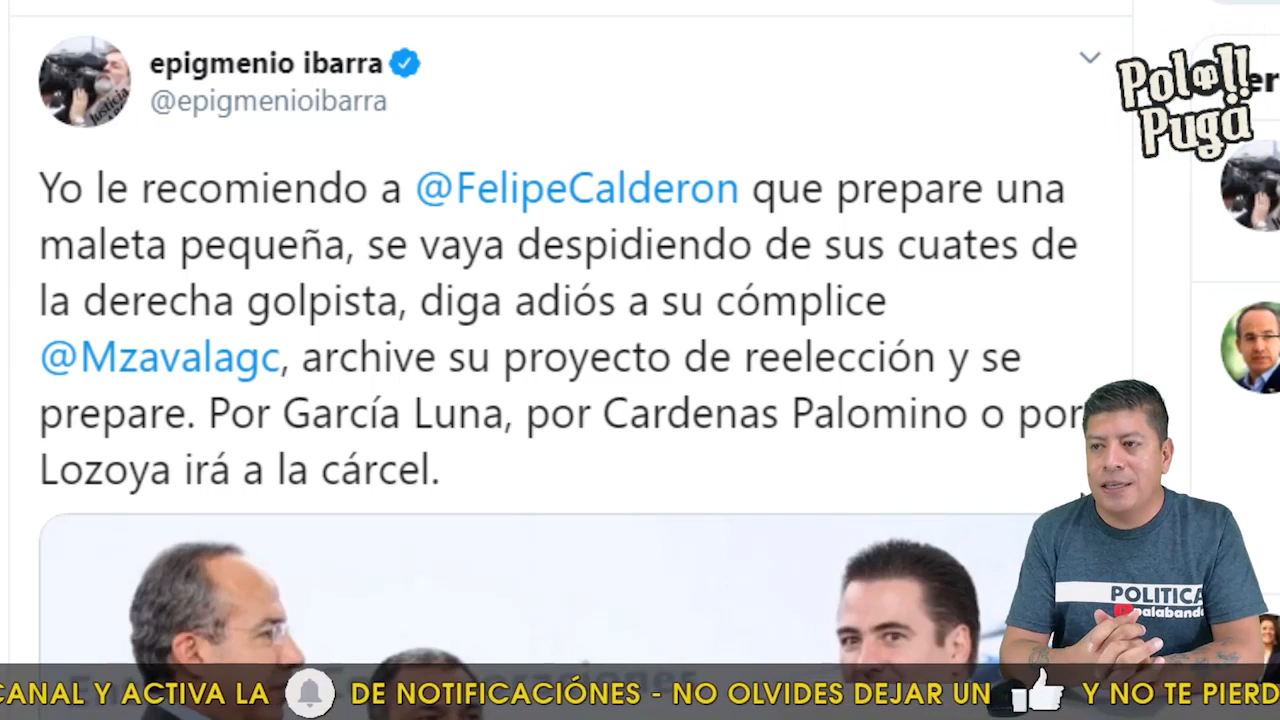 epigmenio ibarra
@epigmenioibarra
Polo!!
Puga
Yo le recomiendo a @FelipeCalderon que prepare una
maleta pequeña, se vaya despidiendo de sus cuates de
la derecha golpista, diga adiós a su cómplice
@Mzavalagc, archive su proyecto de reelección y se
prepare. Por García Luna, por Cardenas Palomino o por
Lozoya irá a la cárcel.
POLITICA
palabando
CANAL Y ACTIVA LA DE NOTIFICACIÓNES - NO OLVIDES DEJAR UN Y NO TE PIERD